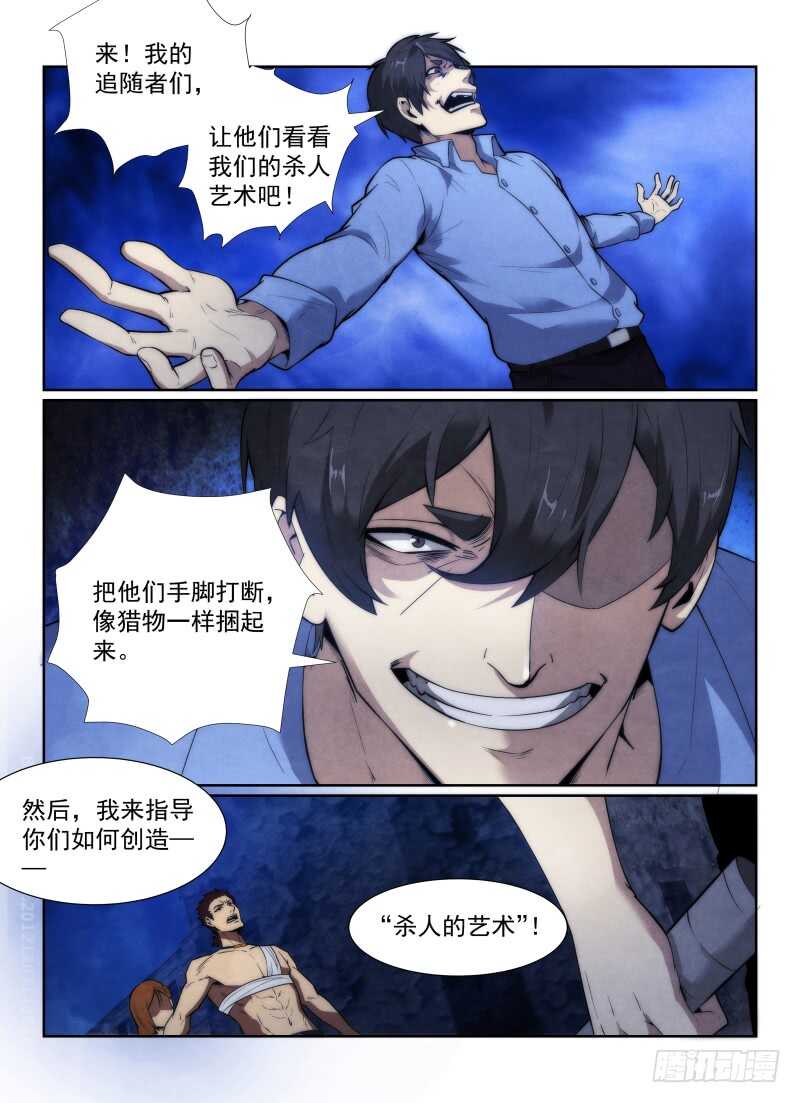 来！我的
追随者们，
让他们看看
我们的杀人
艺术吧！
把他们手脚打断，
像猎物一样捆起
来。
然后，我来指导
你们如何创造—
—
“杀人的艺术”！
腾讯动漫